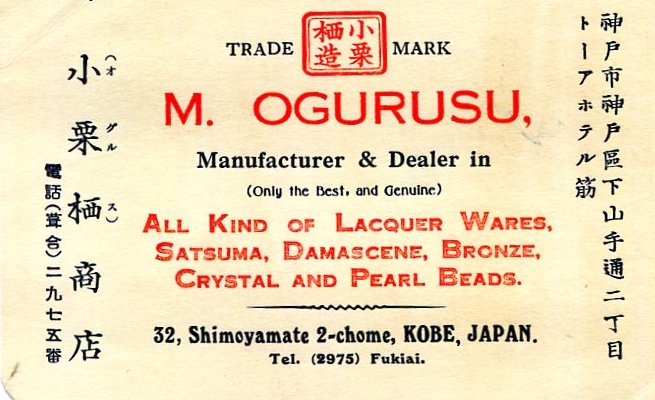 神戸市神戸區下山手通二丁目
トーアホテル筋
TRADE MARK
小栗
栖造
M. OGURUSU,
Manufacturer & Dealer in
(Only the Best, and Genuine)
ALL KIND OF LACQUER WARES,
SATSUMA, DAMASCENE, BRONZE,
CRYSTAL AND PEARL BEADS.
32, Shimoyamate 2-chome, KOBE, JAPAN.
Tel. (2975) Fukiai.
(オグルス)
小栗栖商店
電話(葺合)二九七五番